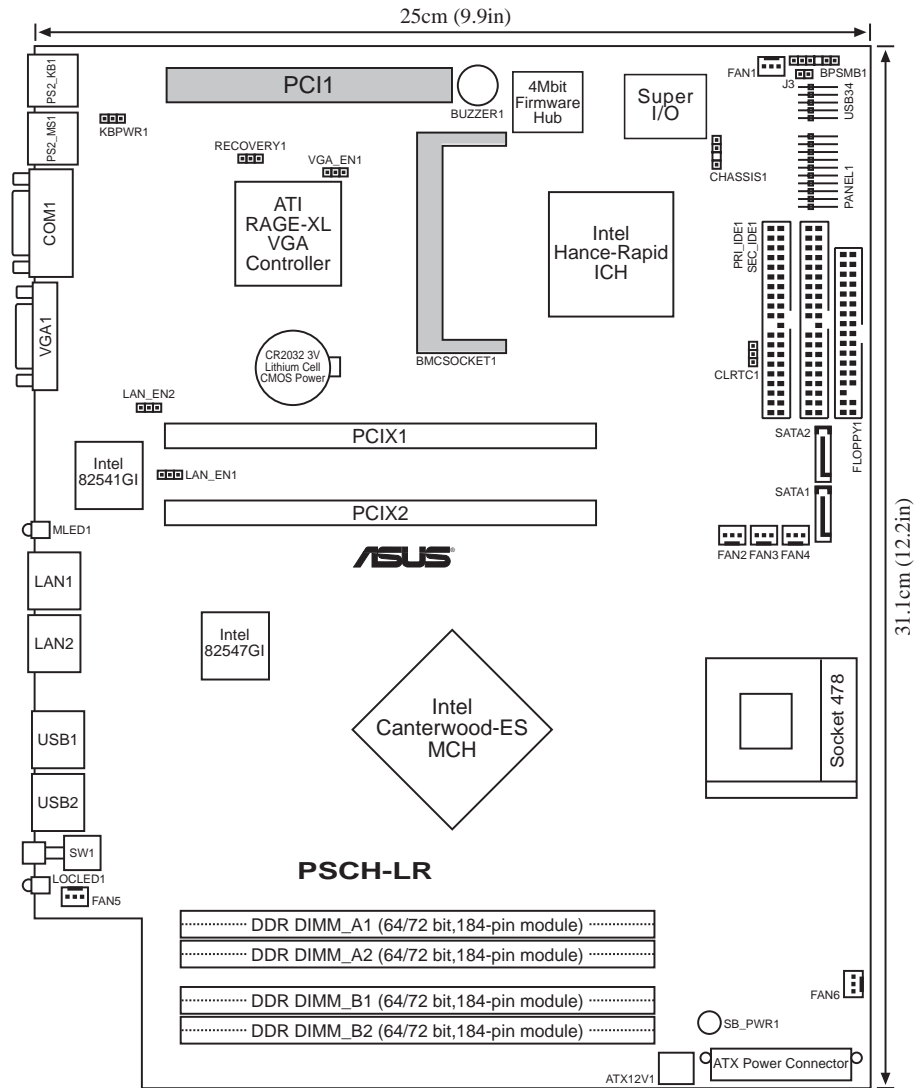 25cm (9.9in)
PS2_KB1
PCI1
BUZZER1
4Mbit
Firmware
Hub
Super
I/O
FAN1
BPSMB1
J3
USB34
KBPWR1
PS2_MS1
RECOVERY1
VGA_EN1
CHASSIS1
PANEL1
COM1
ATI
RAGE-XL
VGA
Controller
Intel
Hance-Rapid
ICH
PRI_IDE1
SEC_IDE1
VGA1
CR2032 3V
Lithium Cell
CMOS Power
BMCSOCKET1
CLRTC1
FLOPPY1
LAN_EN2
PCIX1
SATA2
Intel
82541GI
LAN_EN1
SATA1
PCIX2
MLED1
FAN2
FAN3
FAN4
ASUS®
LAN1
31.1cm (12.2in)
LAN2
Intel
82547GI
Intel
Canterwood-ES
MCH
Socket 478
USB1
USB2
SW1
PSCH-LR
LOCLED1
FAN5
DDR DIMM_A1 (64/72 bit,184-pin module)
DDR DIMM_A2 (64/72 bit,184-pin module)
DDR DIMM_B1 (64/72 bit,184-pin module)
DDR DIMM_B2 (64/72 bit,184-pin module)
FAN6
SB_PWR1
ATX12V1
ATX Power Connector